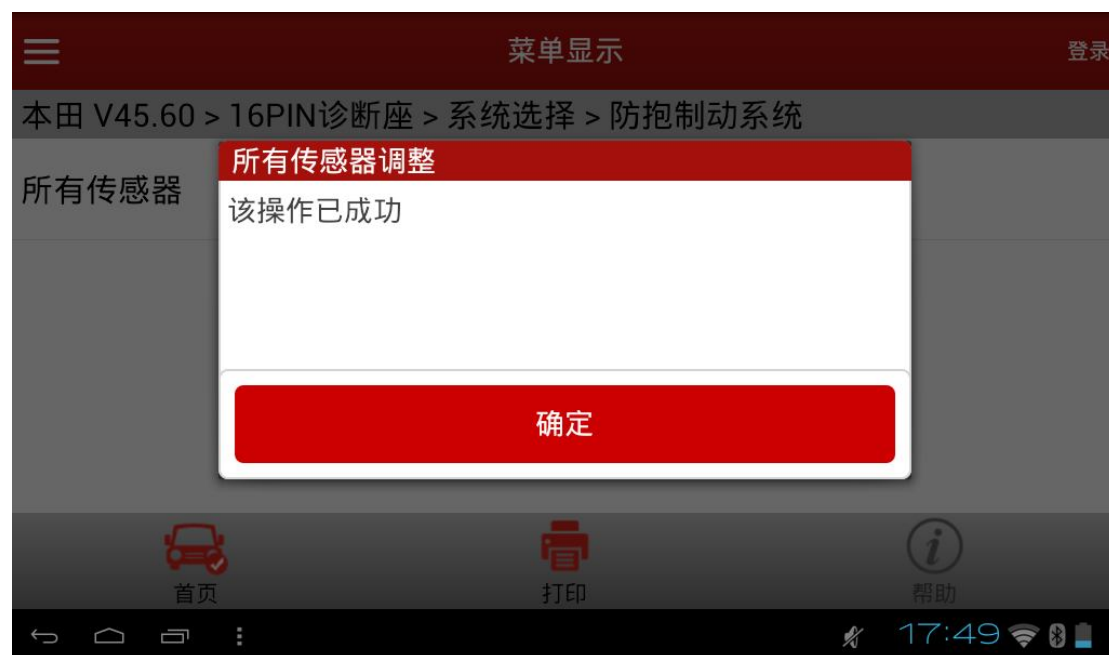 菜单显示
登录
本田 V45.60 > 16PIN诊断座 > 系统选择 > 防抱制动系统
所有传感器调整
所有传感器
该操作已成功
确定
首页
打印
帮助
17:49